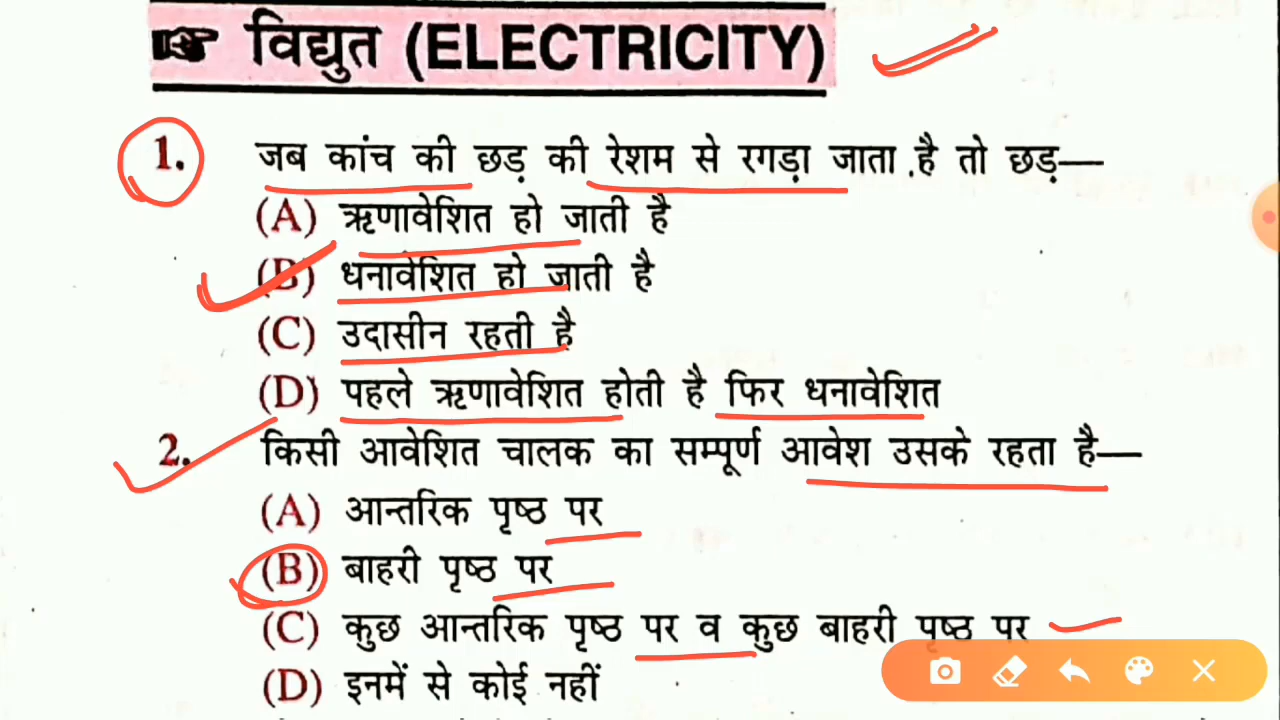 ☛ विद्युत (ELECTRICITY)
1. जब कांच की छड़ की रेशम से रगड़ा जाता है तो छड़—
(A) ऋणावेशित हो जाती है
(B) धनावेशित हो जाती है
(C) उदासीन रहती है
(D) पहले ऋणावेशित होती है फिर धनावेशित
2. किसी आवेशित चालक का सम्पूर्ण आवेश उसके रहता है—
(A) आन्तरिक पृष्ठ पर
(B) बाहरी पृष्ठ पर
(C) कुछ आन्तरिक पृष्ठ पर व कुछ बाहरी पृष्ठ पर
(D) इनमें से कोई नहीं